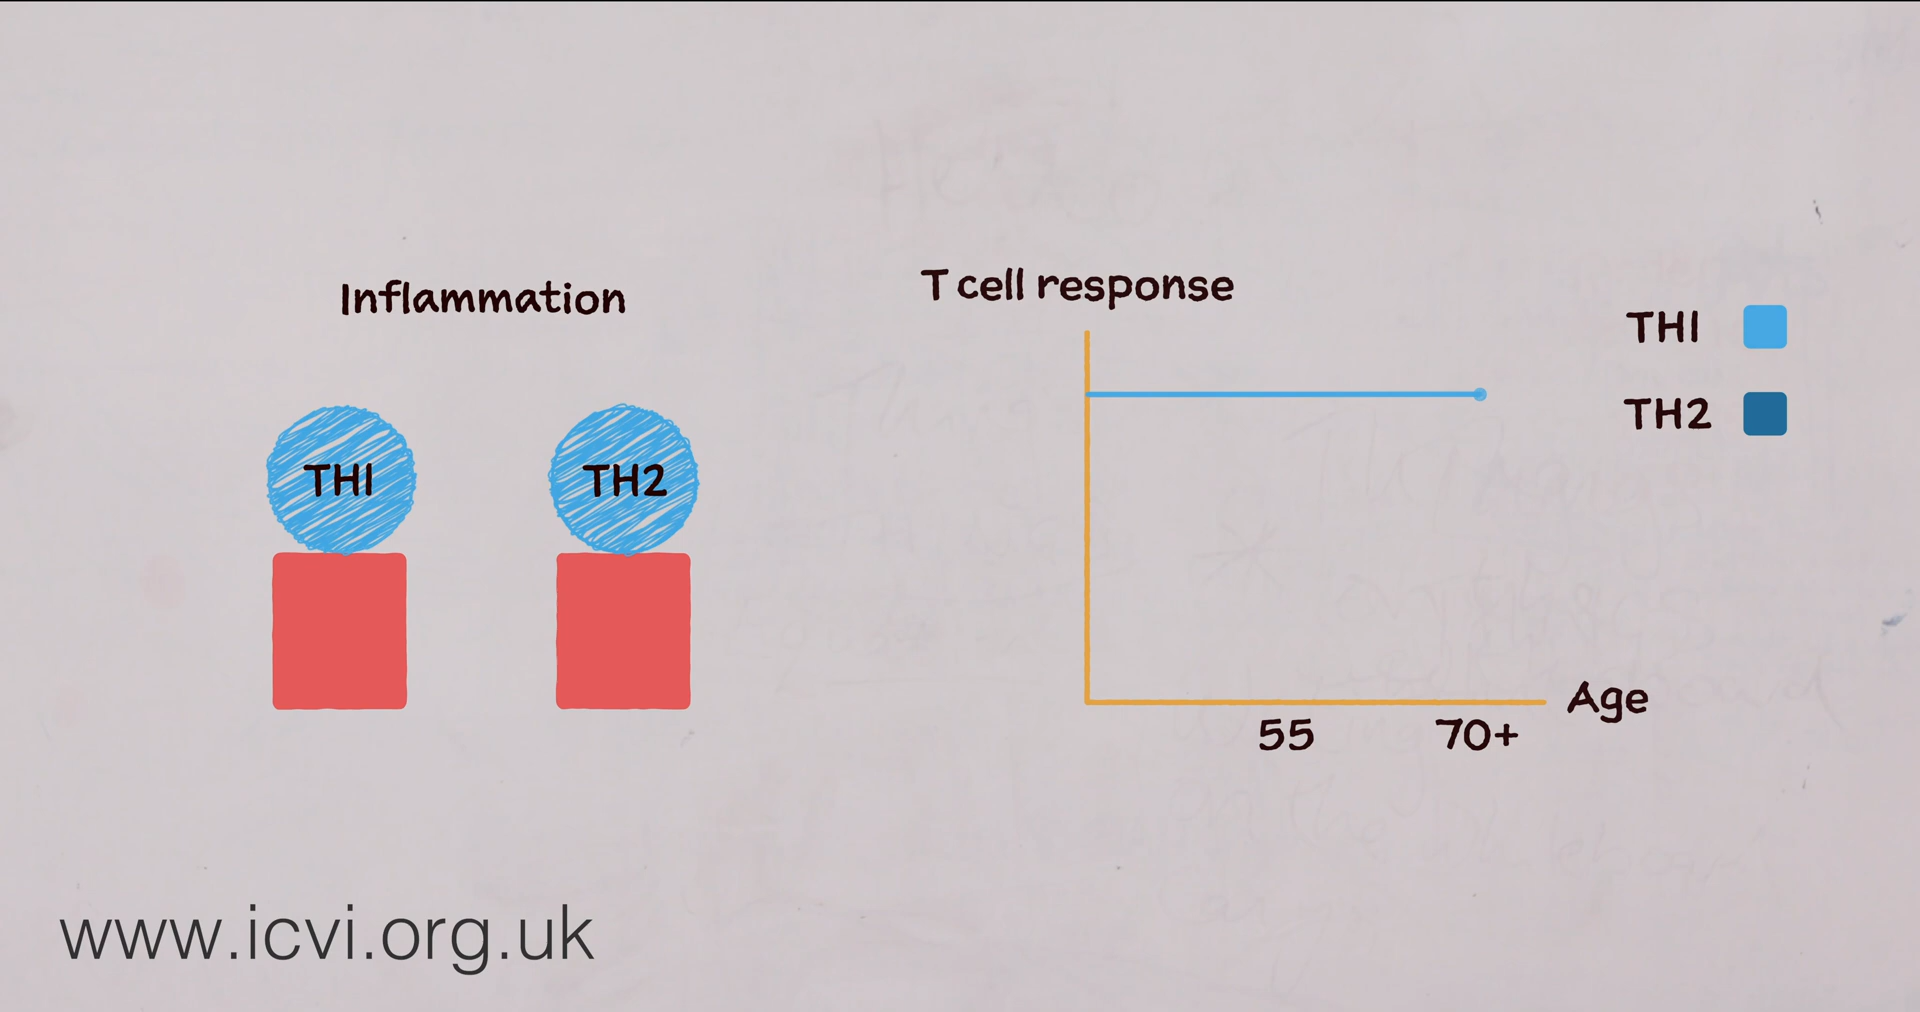 Inflammation
TH1
TH2
T cell response
TH1
TH2
55
70+
Age
www.icvi.org.uk